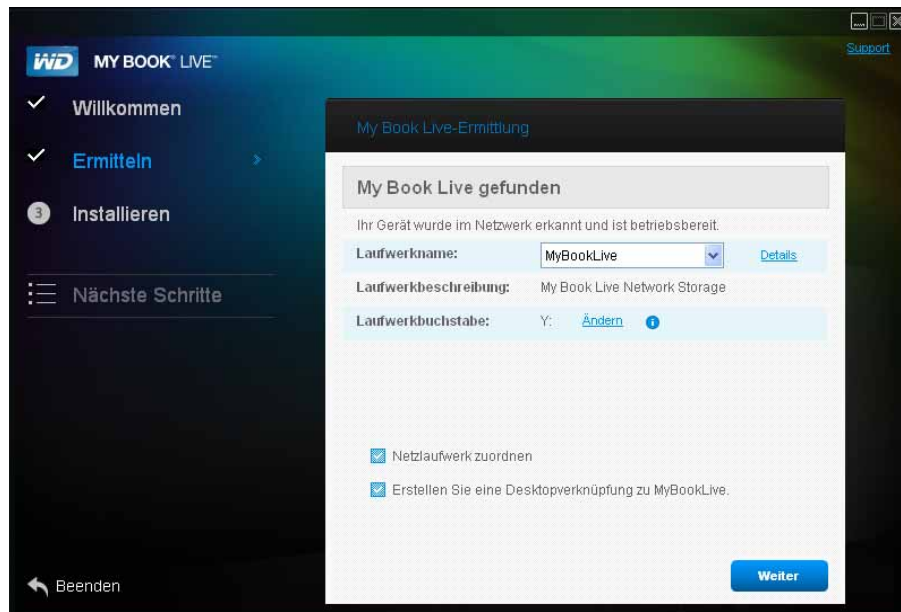 Support
WD MY BOOK® LIVE™
Willkommen
Ermitteln
3 Installieren
Nächste Schritte
Beenden
My Book Live-Ermittlung
My Book Live gefunden
Ihr Gerät wurde im Netzwerk erkannt und ist betriebsbereit.
Laufwerkname: MyBookLive Details
Laufwerkbeschreibung: My Book Live Network Storage
Laufwerkbuchstabe: Y: Ändern i
Netzlaufwerk zuordnen
Erstellen Sie eine Desktopverknüpfung zu MyBookLive.
Weiter